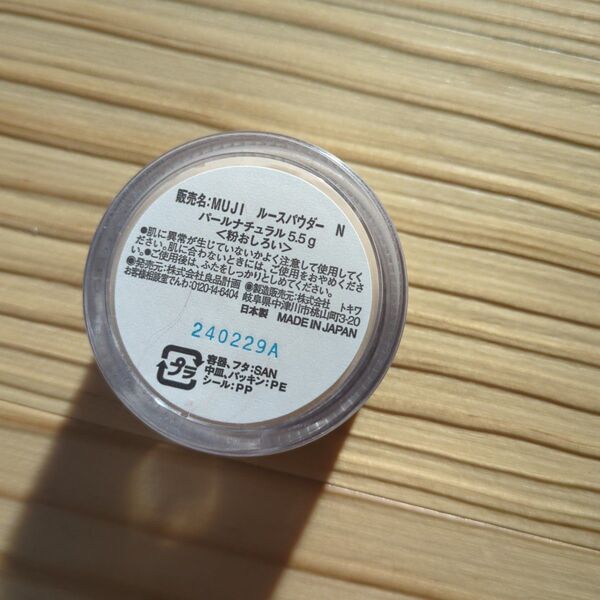 販売名:MUJI ルースパウダー N
パールナチュラル 5.5g
<粉おしろい>
●肌に異常が生じていないかよく注意して使用してく
ださい。肌に合わないときには、ご使用をおやめくださ
い。●ご使用後は、ふたをしっかりとしめてください。
●発売元:株式会社良品計画 ●製造販売元:株式会社 トキワ
お客様相談室でんわ:0120-14-6404 岐阜県中津川市桃山町3-20
日本製 MADE IN JAPAN
240229A
プラ 容器、フタ:SAN
中皿、パッキン:PE
シール:PP